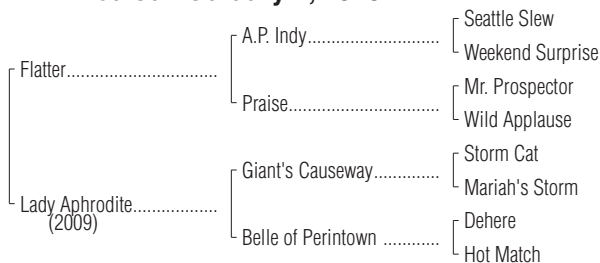 Seattle Slew
A.P. Indy
Weekend Surprise
Flatter
Mr. Prospector
Praise
Wild Applause
Storm Cat
Giant's Causeway
Mariah's Storm
Lady Aphrodite
(2009)
Dehere
Belle of Perintown
Hot Match